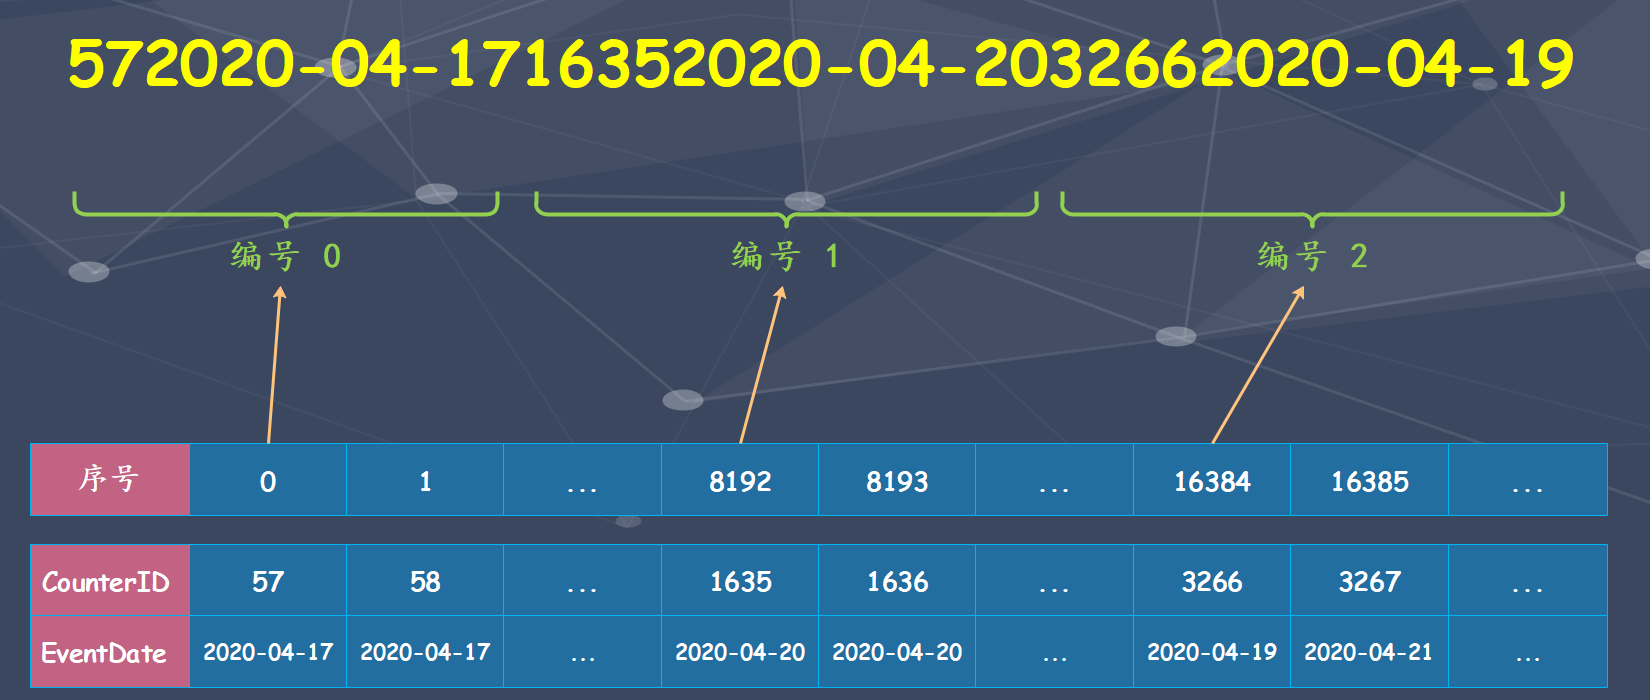 572020-04-1716352020-04-2032662020-04-19
编号 0 编号 1 编号 2
序号 0 1 ... 8192 8193 ... 16384 16385 ...
CounterID 57 58 ... 1635 1636 ... 3266 3267 ...
EventDate 2020-04-17 2020-04-17 ... 2020-04-20 2020-04-20 ... 2020-04-19 2020-04-21 ...